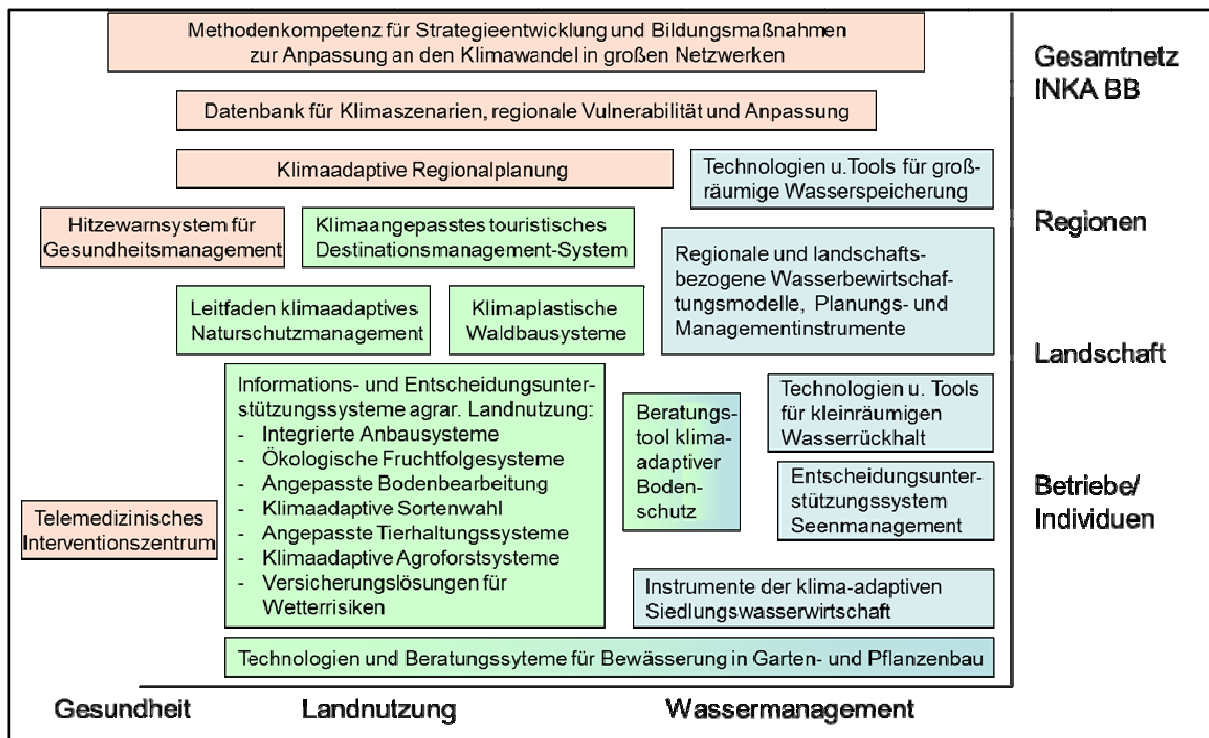 Methodenkompetenz für Strategieentwicklung und Bildungsmaßnahmen
zur Anpassung an den Klimawandel in großen Netzwerken
Gesamtnetz
INKA BB
Datenbank für Klimaszenarien, regionale Vulnerabilität und Anpassung
Klimaadaptive Regionalplanung
Technologien u. Tools für groß-
räumige Wasserspeicherung
Hitzewarnsystem für
Gesundheitsmanagement
Klimaangepasstes touristisches
Destinationsmanagement-System
Regionen
Regionale und landschafts-
bezogene Wasserbewirtschaf-
tungsmodelle, Planungs- und
Managementinstrumente
Leitfaden klimaadaptives
Naturschutzmanagement
Klimaplastische
Waldbausysteme
Landschaft
Informations- und Entscheidungsunter-
stützungssysteme agrar. Landnutzung:
- Integrierte Anbausysteme
- Ökologische Fruchtfolgesysteme
- Angepasste Bodenbearbeitung
- Klimaadaptive Sortenwahl
- Angepasste Tierhaltungssysteme
- Klimaadaptive Agroforstsysteme
- Versicherungslösungen für
Wetterrisiken
Beratungs-
tool klima-
adaptiver
Boden-
schutz
Technologien u. Tools
für kleinräumigen
Wasserrückhalt
Entscheidungsunter-
stützungssystem
Seenmanagement
Betriebe/
Individuen
Telemedizinisches
Interventionszentrum
Instrumente der klima-adaptiven
Siedlungswasserwirtschaft
Technologien und Beratungssyteme für Bewässerung in Garten- und Pflanzenbau
Gesundheit
Landnutzung
Wassermanagement